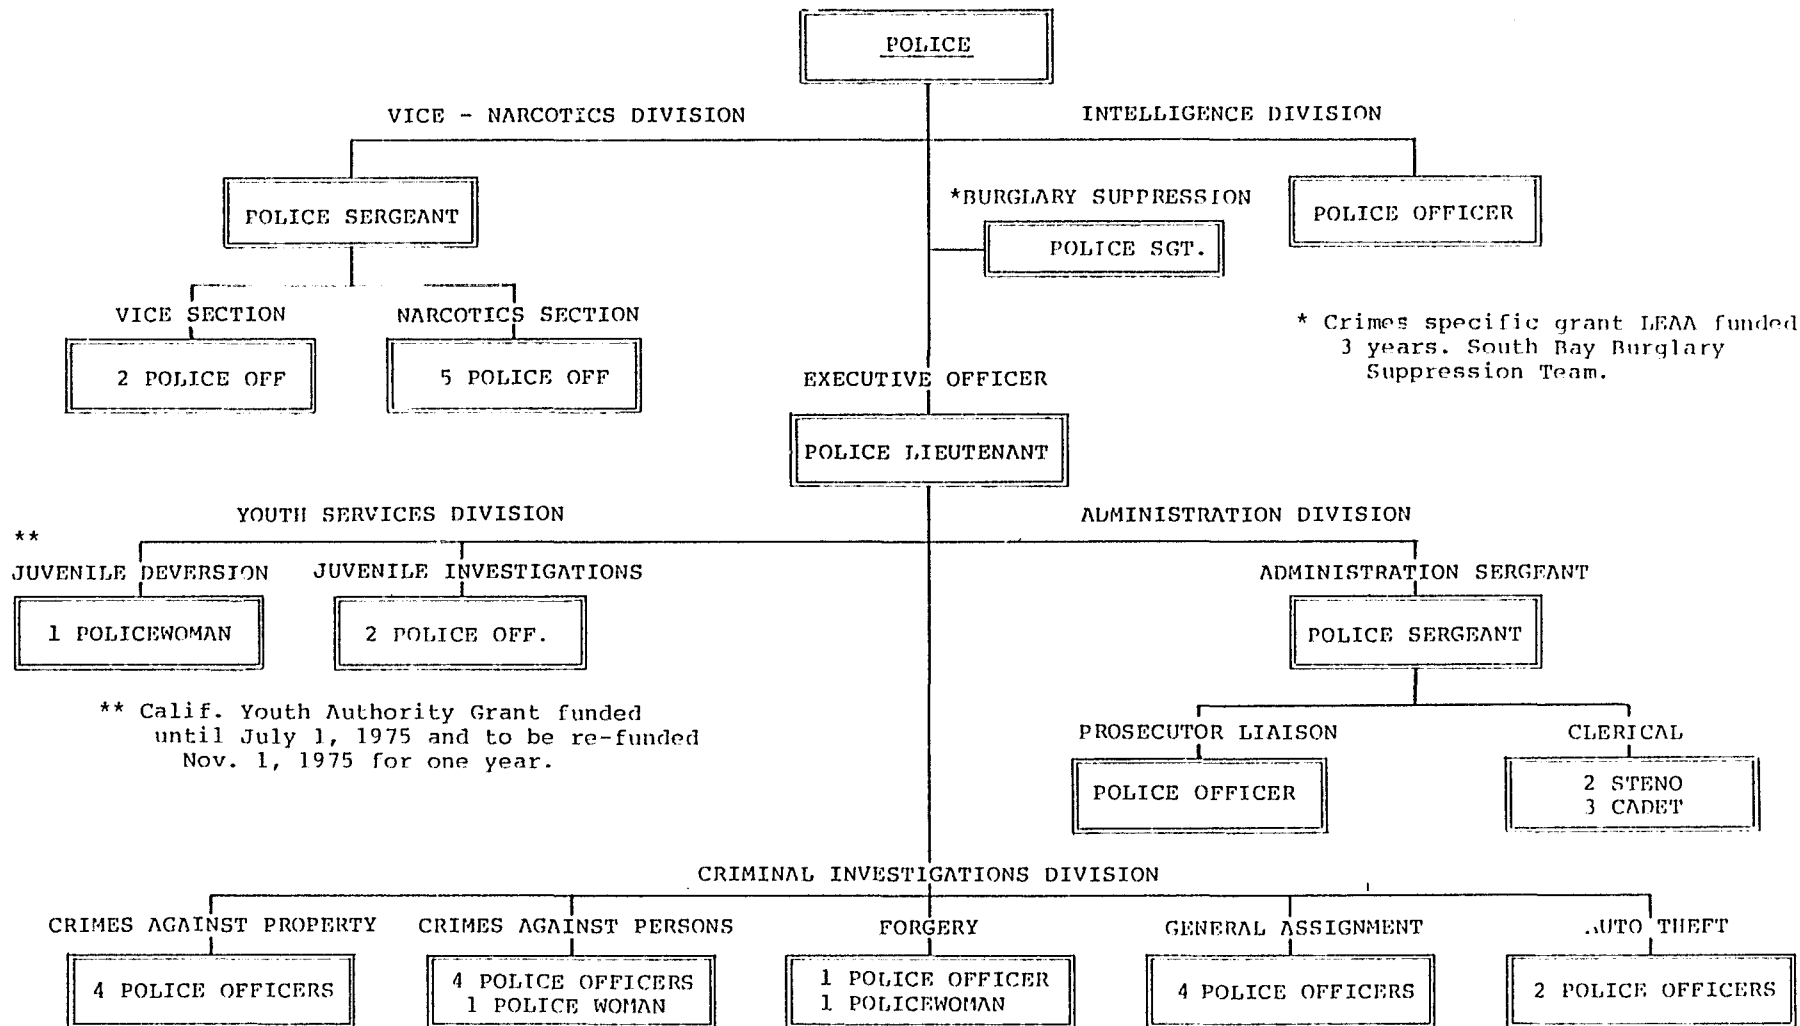 POLICE
VICE - NARCOTICS DIVISION
INTELLIGENCE DIVISION
POLICE SERGEANT
*BURGLARY SUPPRESSION
POLICE SGT.
POLICE OFFICER
VICE SECTION
NARCOTICS SECTION
2 POLICE OFF
5 POLICE OFF
* Crimes specific grant LEAA funded
3 years. South Bay Burglary
Suppression Team.
EXECUTIVE OFFICER
POLICE LIEUTENANT
YOUTH SERVICES DIVISION
ADMINISTRATION DIVISION
**
JUVENILE DEVERSION
JUVENILE INVESTIGATIONS
ADMINISTRATION SERGEANT
1 POLICEWOMAN
2 POLICE OFF.
POLICE SERGEANT
** Calif. Youth Authority Grant funded
until July 1, 1975 and to be re-funded
Nov. 1, 1975 for one year.
PROSECUTOR LIAISON
CLERICAL
POLICE OFFICER
2 STENO
3 CADET
CRIMINAL INVESTIGATIONS DIVISION
CRIMES AGAINST PROPERTY
CRIMES AGAINST PERSONS
FORGERY
GENERAL ASSIGNMENT
AUTO THEFT
4 POLICE OFFICERS
4 POLICE OFFICERS
1 POLICE WOMAN
1 POLICE OFFICER
1 POLICEWOMAN
4 POLICE OFFICERS
2 POLICE OFFICERS